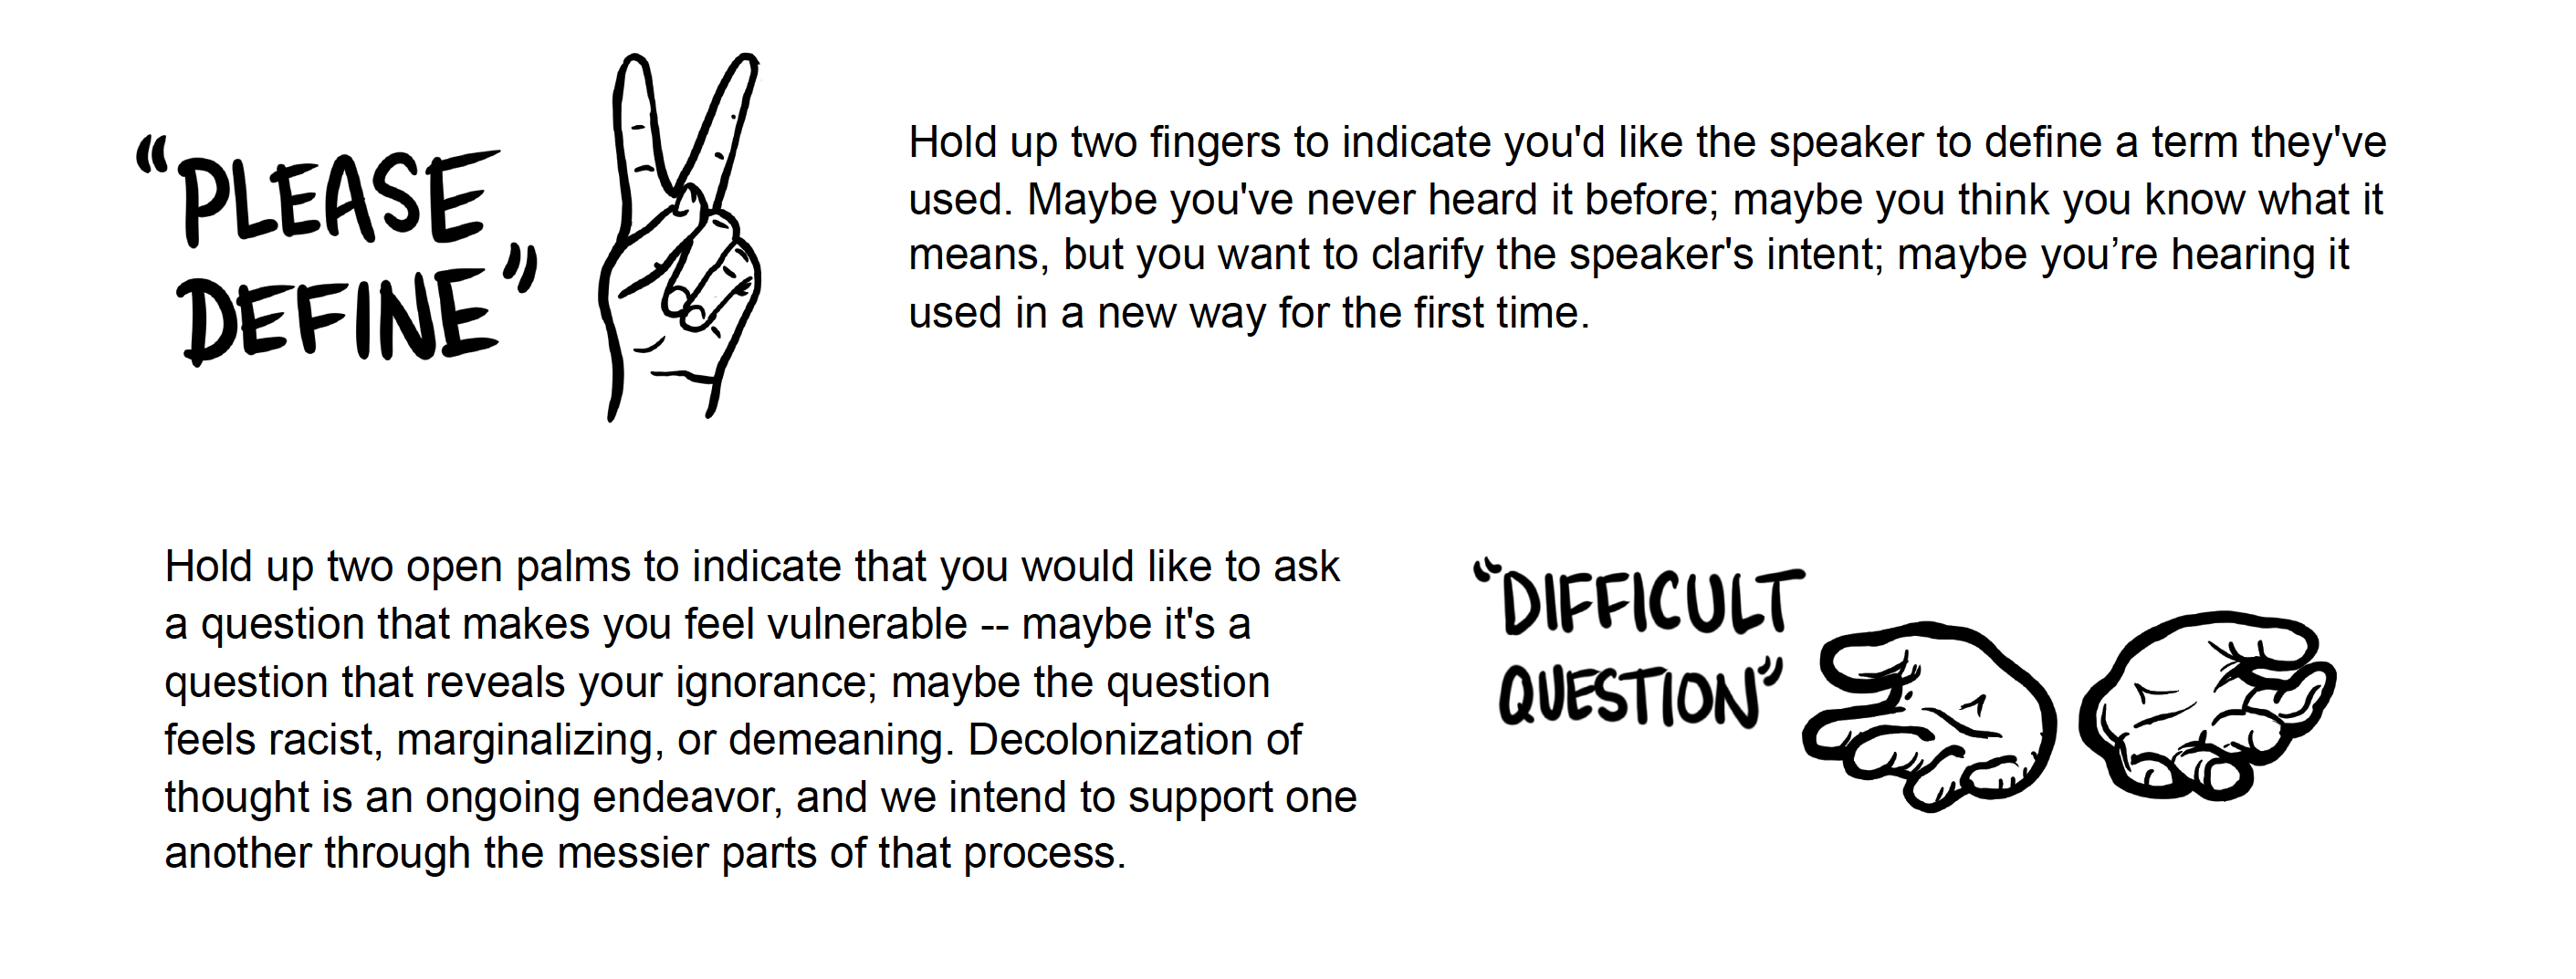 “PLEASE
DEFINE”
Hold up two fingers to indicate you'd like the speaker to define a term they've
used. Maybe you've never heard it before; maybe you think you know what it
means, but you want to clarify the speaker's intent; maybe you’re hearing it
used in a new way for the first time.
Hold up two open palms to indicate that you would like to ask
a question that makes you feel vulnerable -- maybe it's a
question that reveals your ignorance; maybe the question
feels racist, marginalizing, or demeaning. Decolonization of
thought is an ongoing endeavor, and we intend to support one
another through the messier parts of that process.
“DIFFICULT
QUESTION”